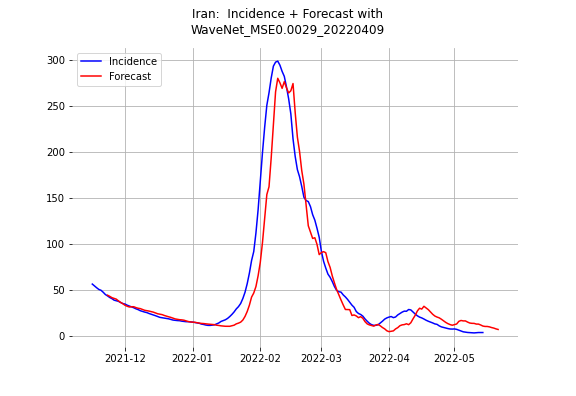 Iran:  Incidence + Forecast with
WaveNet_MSE0.0029_20220409
Incidence
Forecast
300
250
200
150
100
50
0
2021-12 2022-01 2022-02 2022-03 2022-04 2022-05